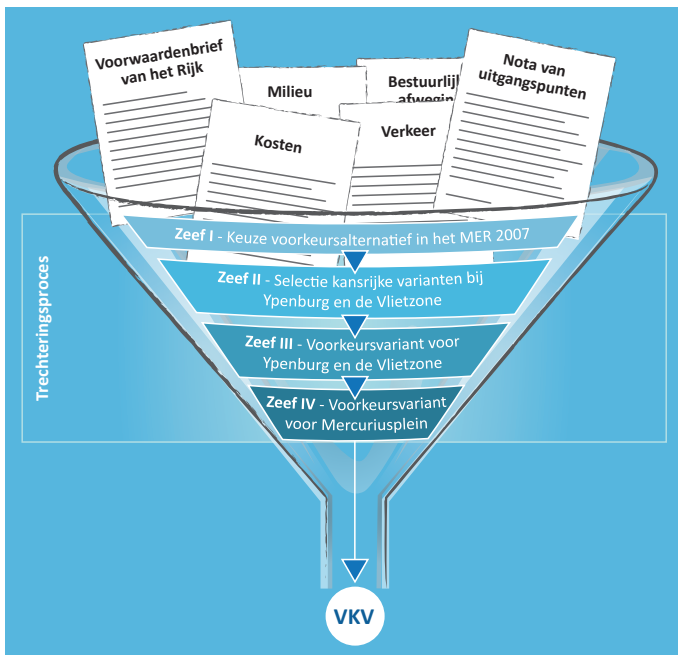 Voorwaardenbrief
van het Rijk
Milieu
Bestuurlij
Nota van
uitgangspunten
Kosten
Verkeer
Zeef I - Keuze voorkeursalternatief in het MER 2007
Zeef II - Selectie kansrijke varianten bij
Ypenburg en de Vlietzone
Zeef III - Voorkeursvariant voor
Ypenburg en de Vlietzone
Zeef IV - Voorkeursvariant
voor Mercuriusplein
Trechteringsproces
VKV